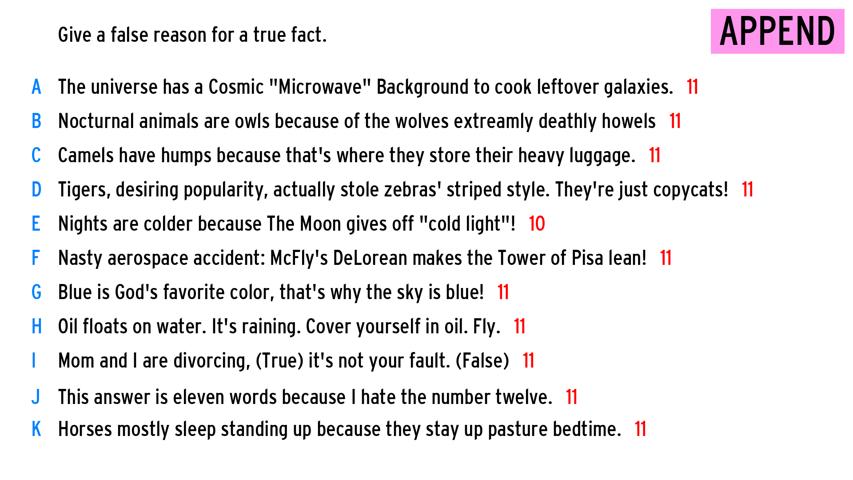 Give a false reason for a true fact.
APPEND
A The universe has a Cosmic "Microwave" Background to cook leftover galaxies. 11
B Nocturnal animals are owls because of the wolves extreamly deathly howels 11
C Camels have humps because that's where they store their heavy luggage. 11
D Tigers, desiring popularity, actually stole zebras' striped style. They're just copycats! 11
E Nights are colder because The Moon gives off "cold light"! 10
F Nasty aerospace accident: McFly's DeLorean makes the Tower of Pisa lean! 11
G Blue is God's favorite color, that's why the sky is blue! 11
H Oil floats on water. It's raining. Cover yourself in oil. Fly. 11
I Mom and I are divorcing, (True) it's not your fault. (False) 11
J This answer is eleven words because I hate the number twelve. 11
K Horses mostly sleep standing up because they stay up pasture bedtime. 11